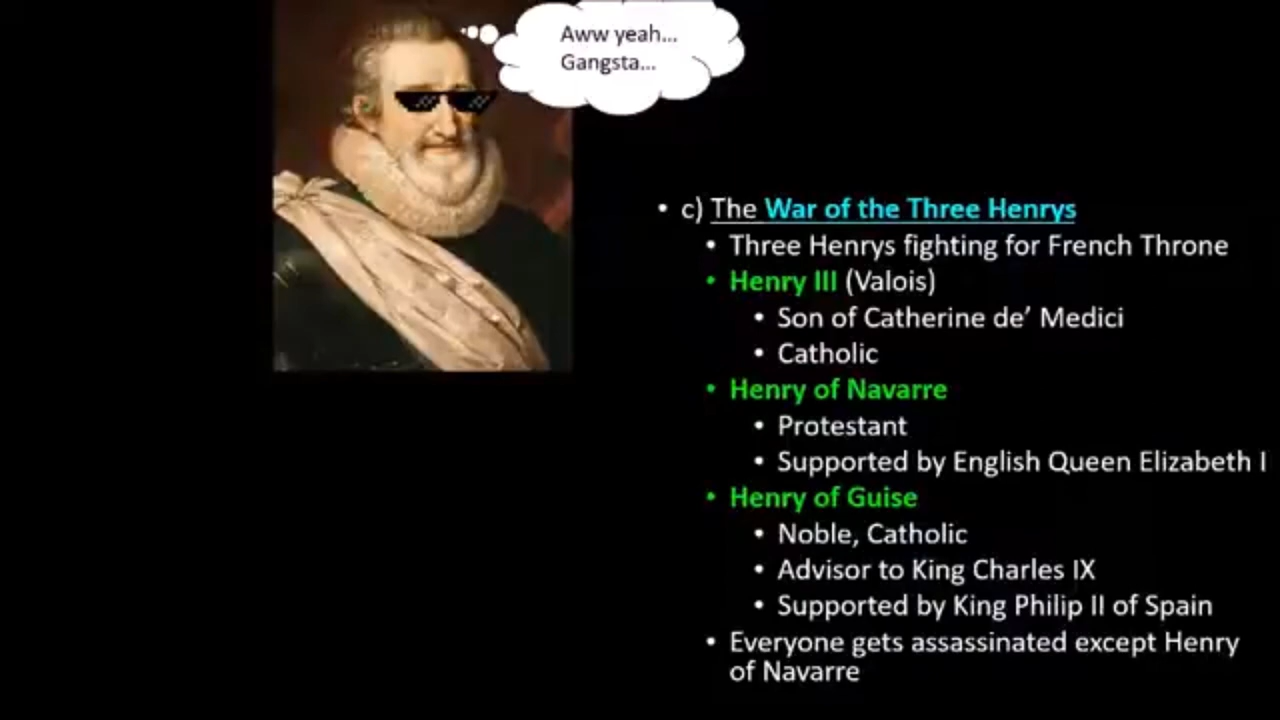 Aww yeah...
Gangsta...
• c) The War of the Three Henrys
• Three Henrys fighting for French Throne
• Henry III (Valois)
• Son of Catherine de’ Medici
• Catholic
• Henry of Navarre
• Protestant
• Supported by English Queen Elizabeth I
• Henry of Guise
• Noble, Catholic
• Advisor to King Charles IX
• Supported by King Philip II of Spain
• Everyone gets assassinated except Henry
of Navarre